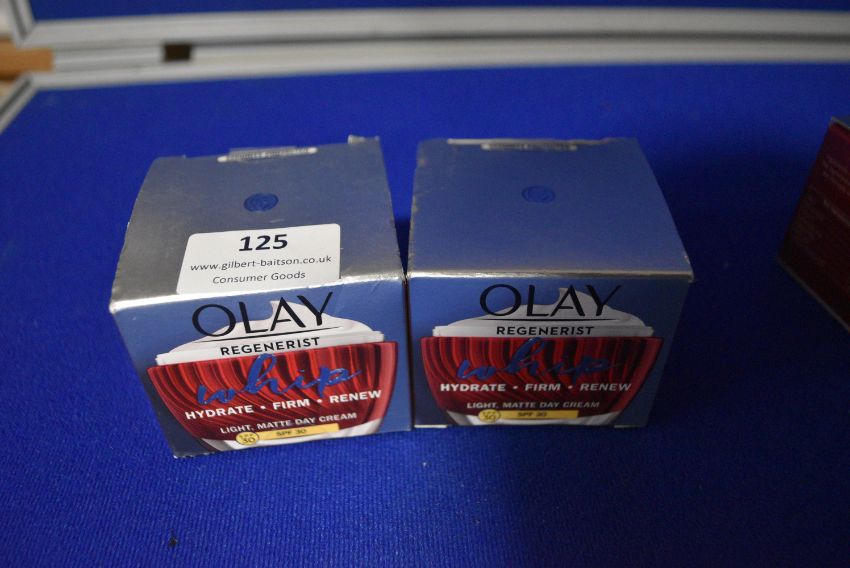 125
www.gilbert-baitson.co.uk
Consumer Goods
OLAY
REGENERIST
whip
HYDRATE • FIRM • RENEW
LIGHT, MATTE DAY CREAM
SPF 30
OLAY
REGENERIST
whip
HYDRATE • FIRM • RENEW
LIGHT, MATTE DAY CREAM
SPF 30